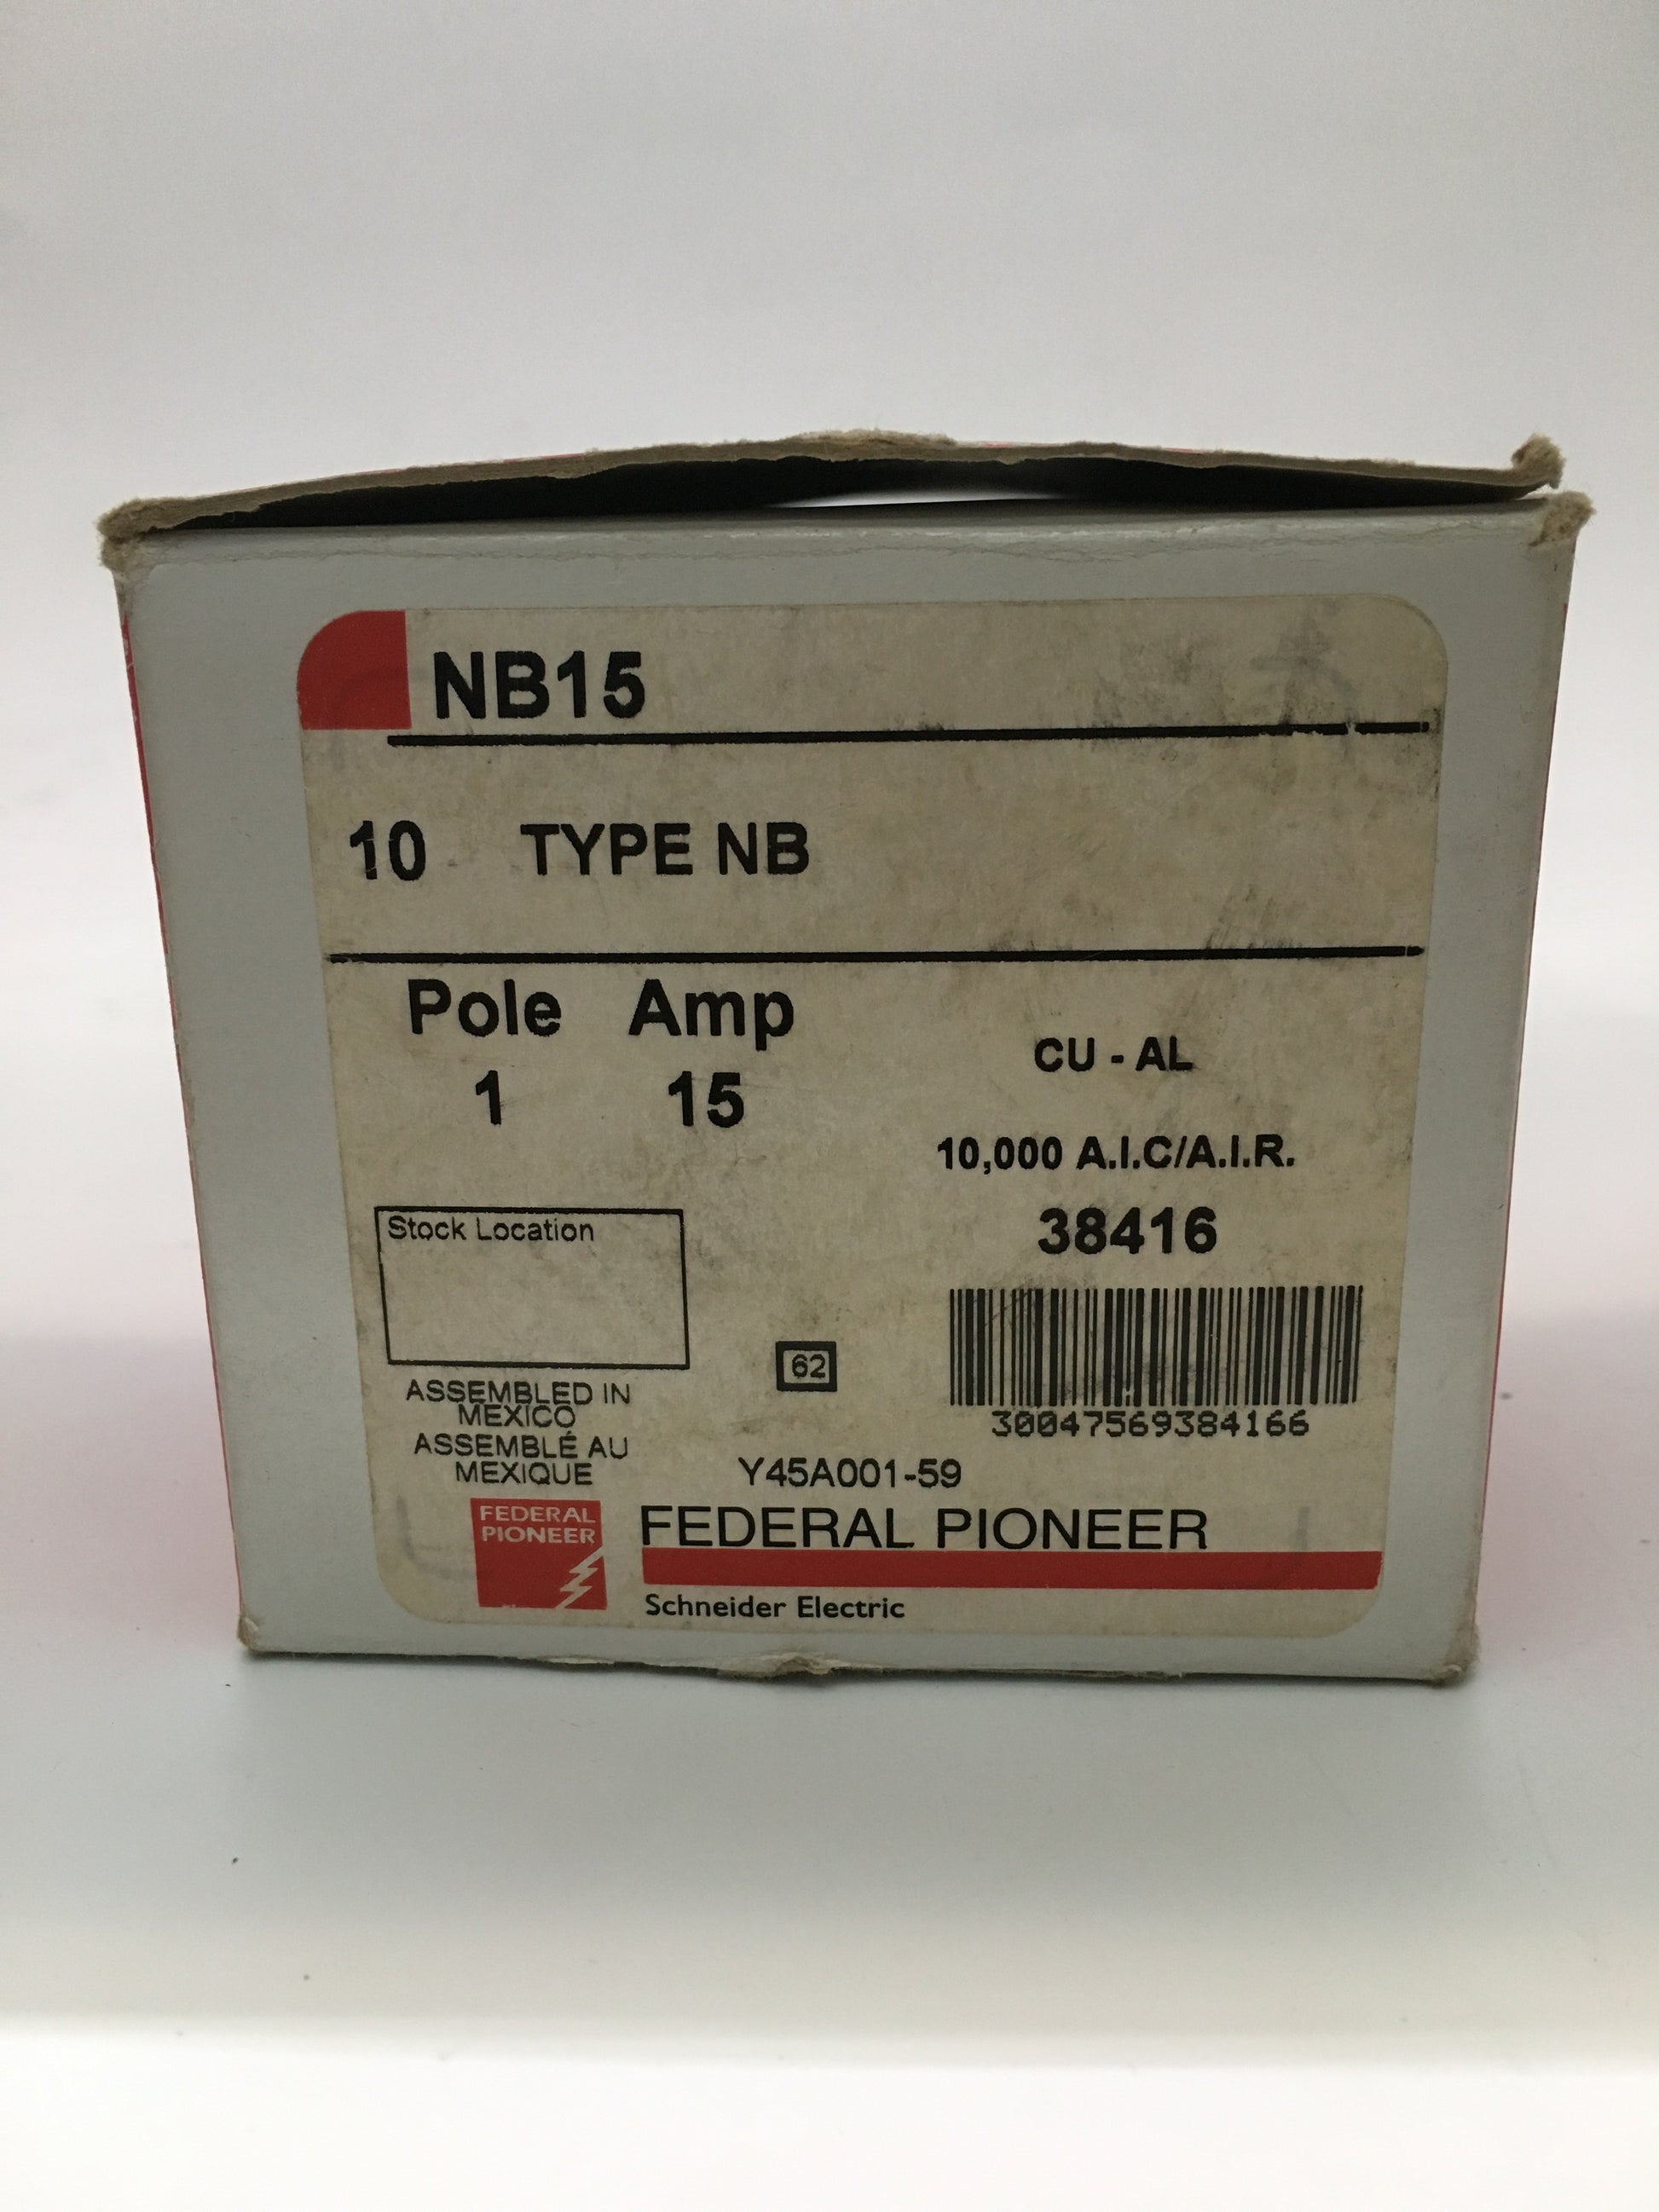 NB15
10 TYPE NB
Pole Amp
1 15
CU - AL
10,000 A.I.C/A.I.R.
38416
Stock Location
62
30047569384166
ASSEMBLED IN
MEXICO
ASSEMBLÉ AU
MEXIQUE
Y45A001-59
FEDERAL
PIONEER
FEDERAL PIONEER
Schneider Electric